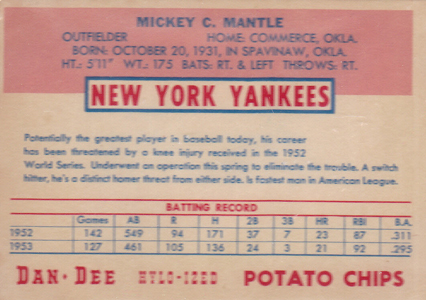 MICKEY C. MANTLE
OUTFIELDER HOME: COMMERCE, OKLA.
BORN: OCTOBER 20, 1931, IN SPAVINAW, OKLA.
HT.: 5'11" WT.: 175 BATS: RT. & LEFT THROWS: RT.
NEW YORK YANKEES
Potentially the greatest player in baseball today, his career
has been threatened by a knee injury received in the 1952
World Series. Underwent an operation this spring to eliminate the trouble. A switch
hitter, he's a distinct homer threat from either side. Is fastest man in American League.
BATTING RECORD
Games AB R H 2B 3B HR RBI B.A.
1952 142 549 94 171 37 7 23 87 .311
1953 127 461 105 136 24 3 21 92 .295
DAN·DEE HYLO-IZED POTATO CHIPS